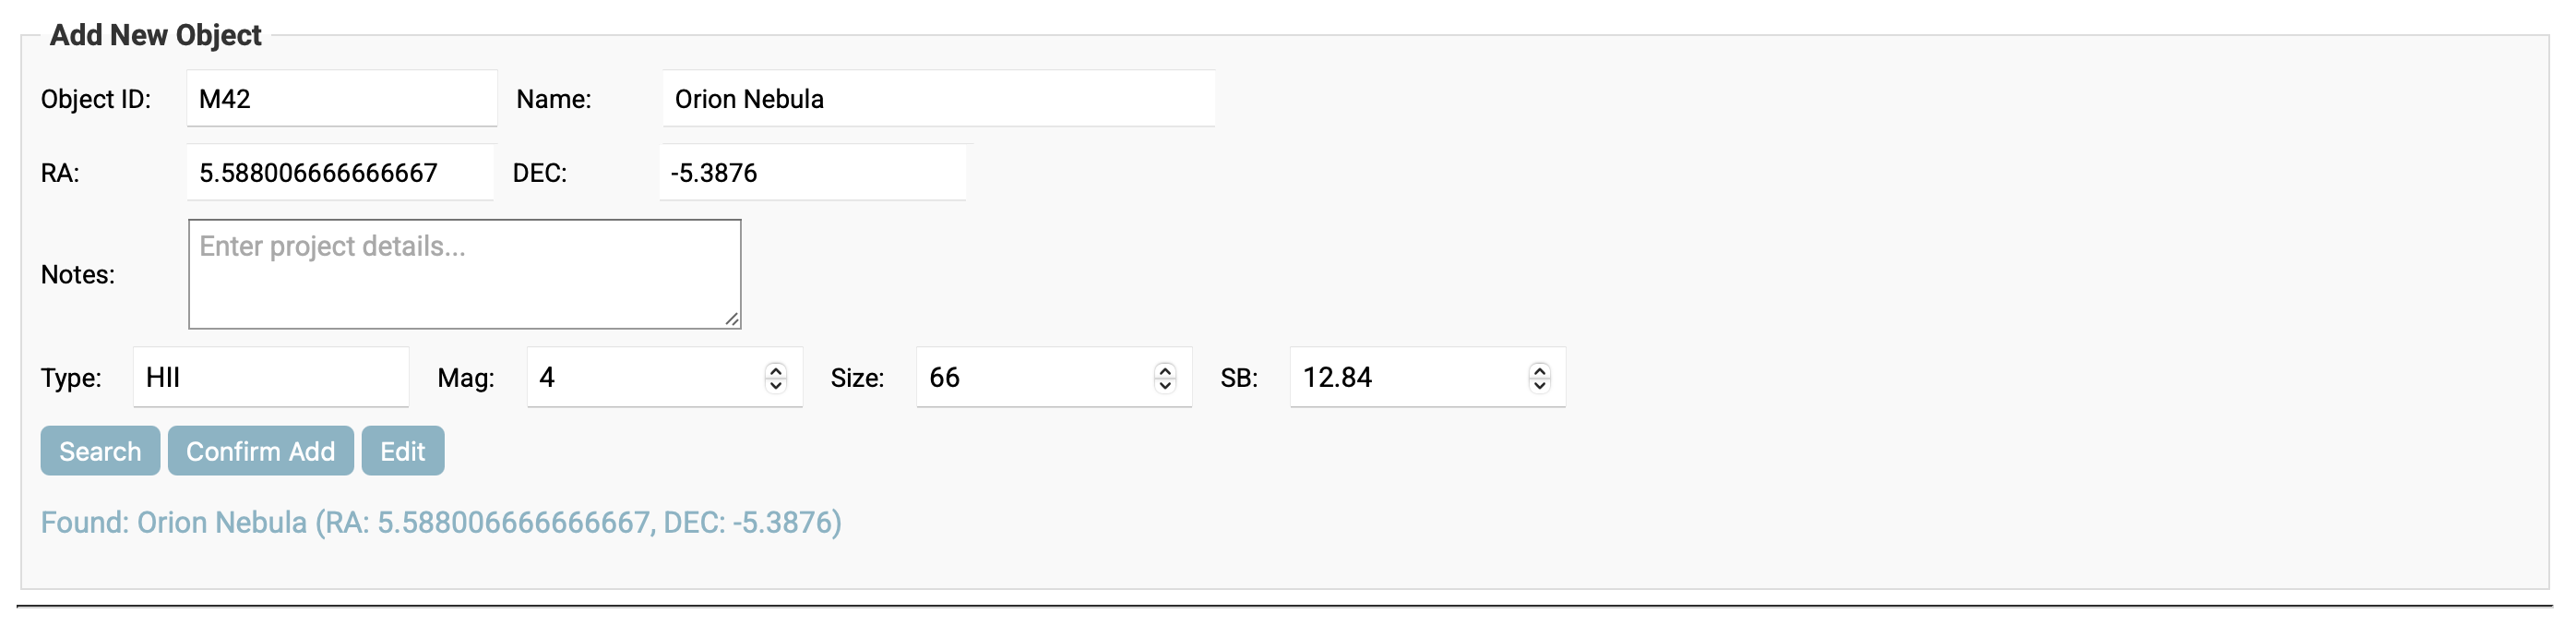 Add New Object
Object ID: M42 Name: Orion Nebula
RA: 5.588006666666667 DEC: -5.3876
Notes: Enter project details...
Type: HII Mag: 4 Size: 66 SB: 12.84
Search Confirm Add Edit
Found: Orion Nebula (RA: 5.588006666666667, DEC: -5.3876)